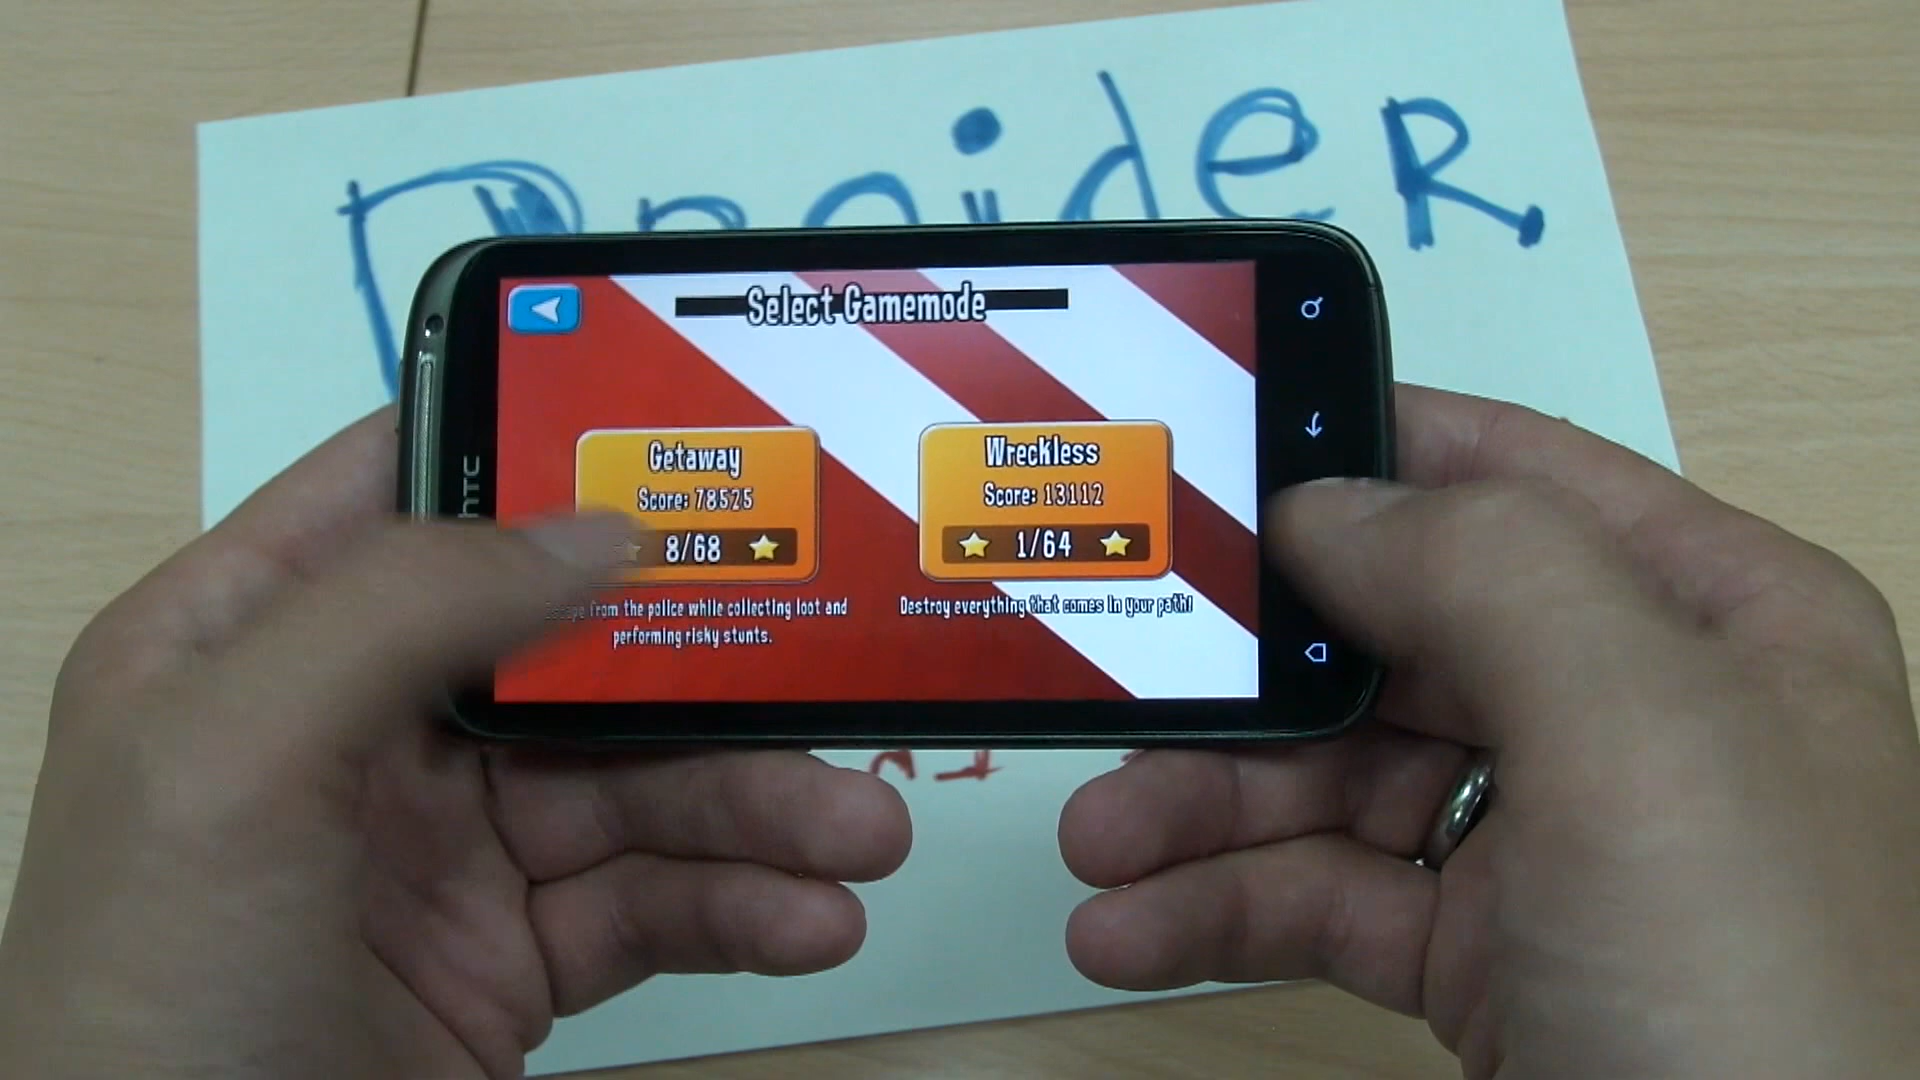 DroideR
Select Gamemode
Getaway
Score: 78525
8/68
Escape from the police while collecting loot and
performing risky stunts.
Wreckless
Score: 13112
1/64
Destroy everything that comes in your path!
hTC